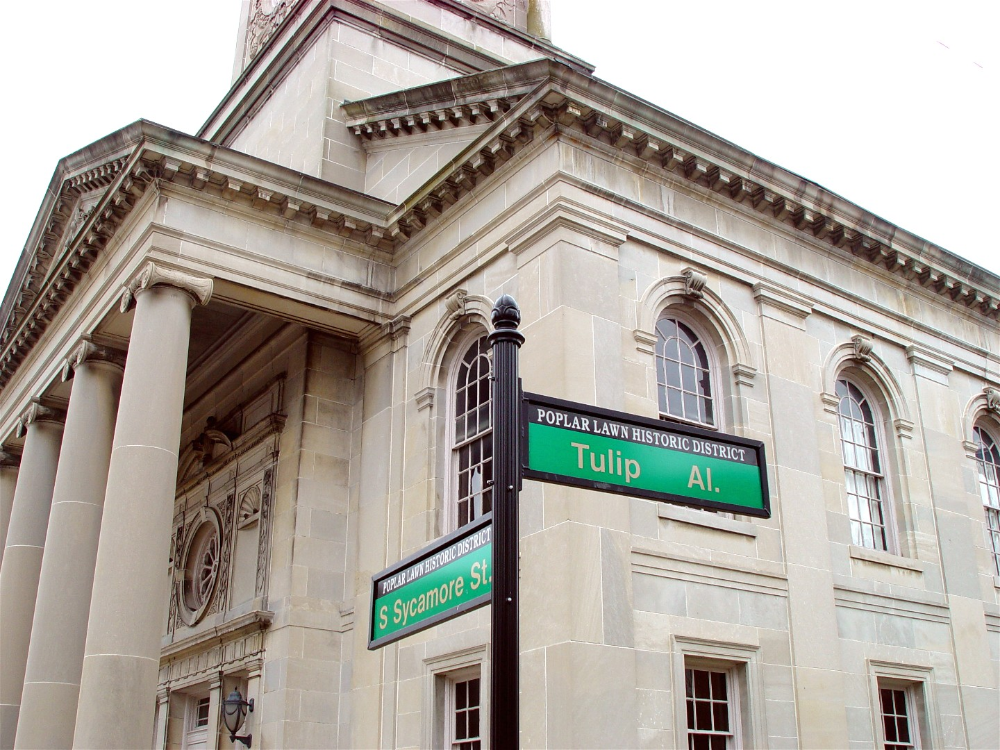 POPLAR LAWN HISTORIC DISTRICT
Tulip Al.
POPLAR LAWN HISTORIC DISTRICT
S Sycamore St.